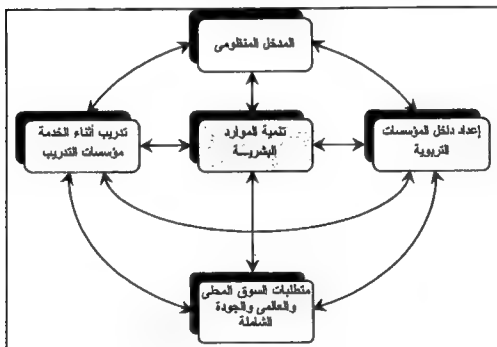 المدخل المنظومى
إعداد دلخل المؤسسات
التربوية
تنمية الموارد
البشرية
تدريب أثناء الخدمة
مؤسسات التدريب
متطلبات السوق المحلى
والعالمى والجودة
الشاملة